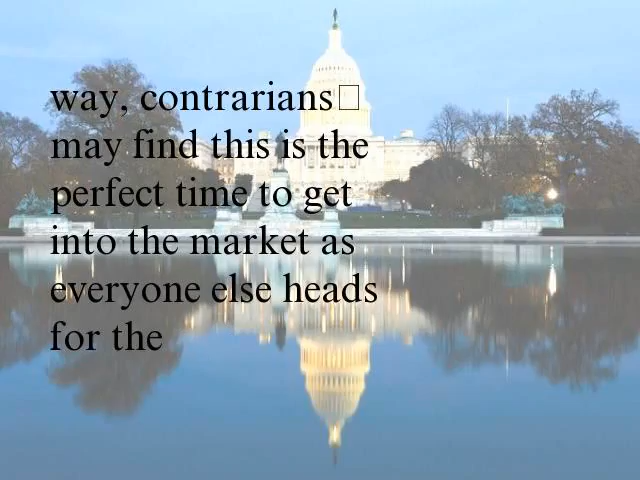 way, contrarians□
may find this is the
perfect time to get
into the market as
everyone else heads
for the